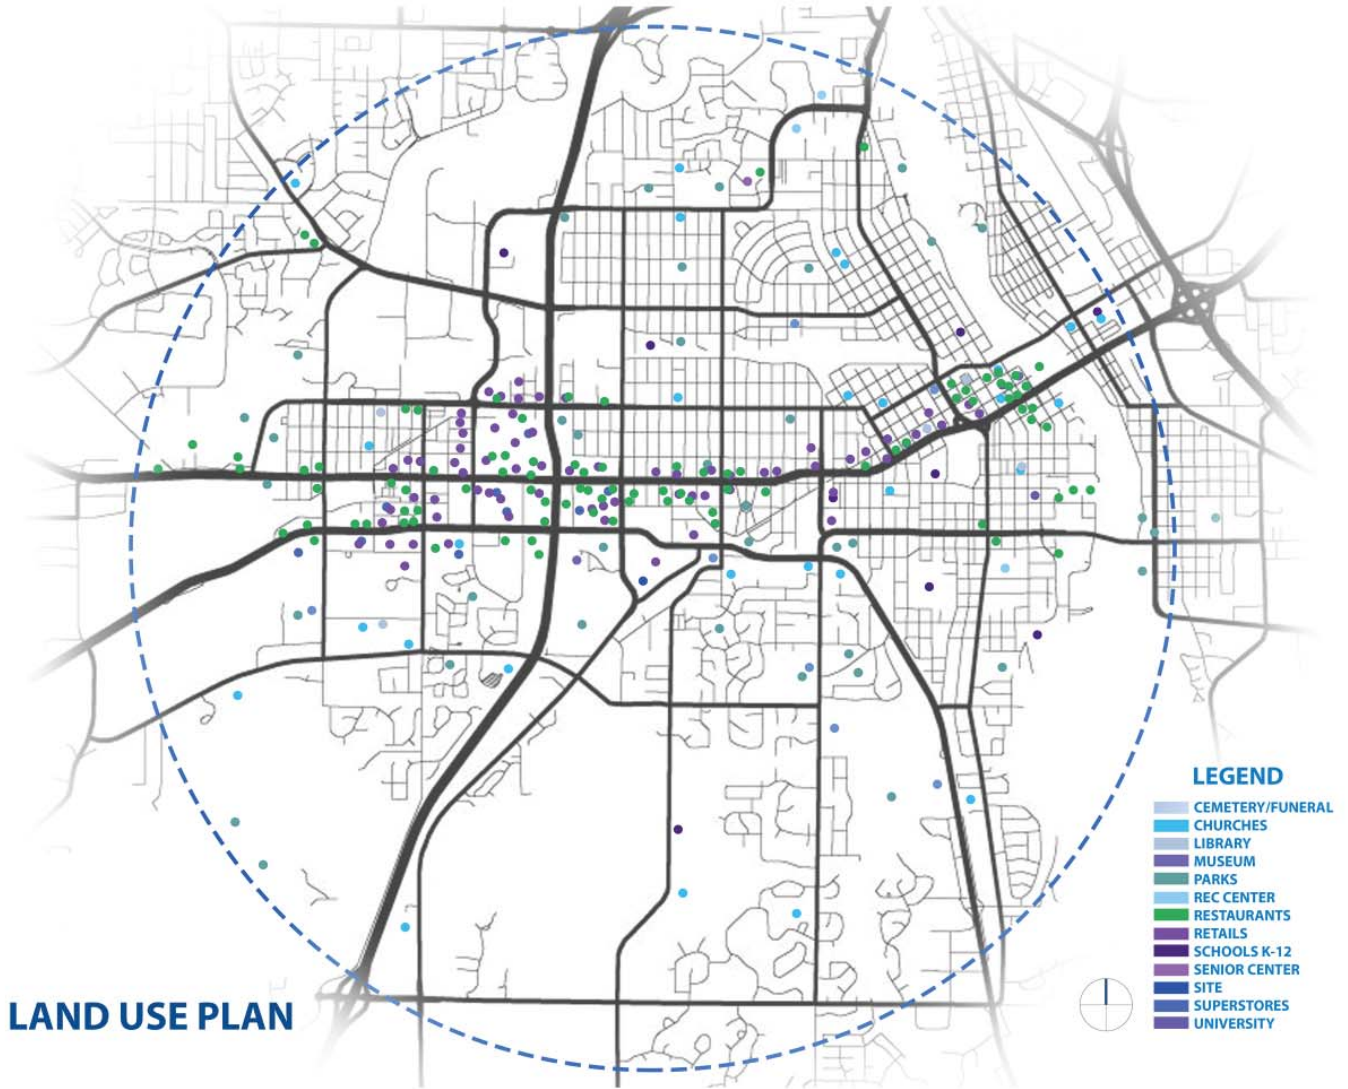 LEGEND
CEMETERY/FUNERAL
CHURCHES
LIBRARY
MUSEUM
PARKS
REC CENTER
RESTAURANTS
RETAILS
SCHOOLS K-12
SENIOR CENTER
SITE
SUPERSTORES
UNIVERSITY
LAND USE PLAN